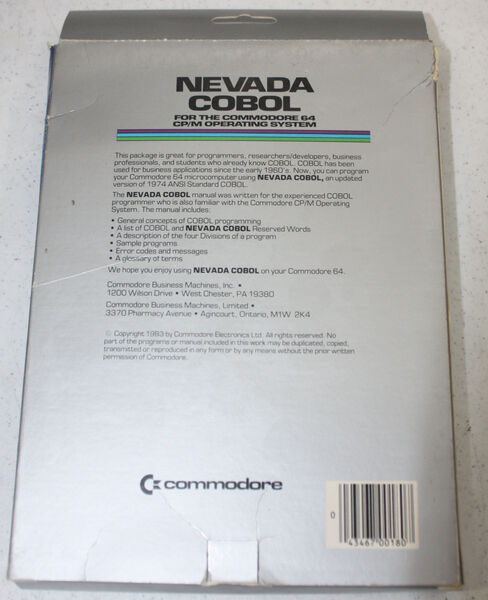 NEVADA
COBOL
FOR THE COMMODORE 64
CP/M OPERATING SYSTEM
This package is great for programmers, researchers/developers, business
professionals, and students who already know COBOL. COBOL has been
used for business applications since the early 1960's. Now, you can program
your Commodore 64 microcomputer using NEVADA COBOL, an updated
version of 1974 ANSI Standard COBOL.
The NEVADA COBOL manual was written for the experienced COBOL
programmer who is also familiar with the Commodore CP/M Operating
System. The manual includes:
• General concepts of COBOL programming
• A list of COBOL and NEVADA COBOL Reserved Words
• A description of the four Divisions of a program
• Sample programs
• Error codes and messages
• A glossary of terms
We hope you enjoy using NEVADA COBOL on your Commodore 64.
Commodore Business Machines, Inc. •
1200 Wilson Drive • West Chester, PA 19380
Commodore Business Machines, Limited •
3370 Pharmacy Avenue • Agincourt, Ontario, M1W 2K4
© Copyright 1983 by Commodore Electronics Ltd. All rights reserved. No
part of the programs or manual included in this work may be duplicated, copied,
transmitted or reproduced in any form or by any means without the prior written
permission of Commodore.
commodore
0 43467 00180